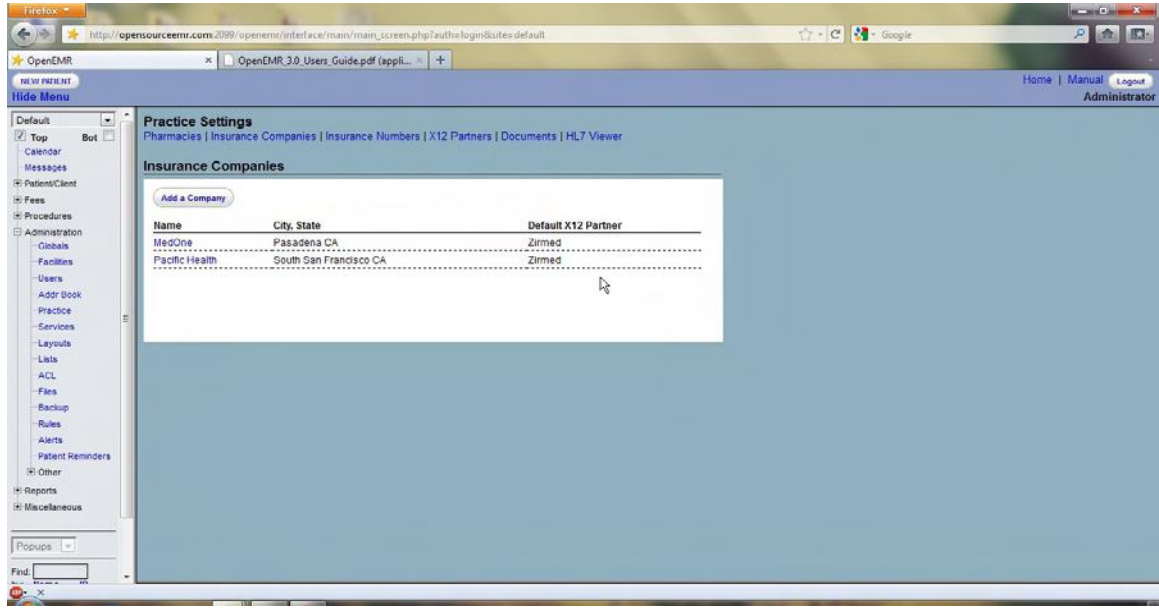 Firefox
http://opensourceemr.com:2099/openemr/interface/main/main_screen.php?auth=login&site=default
Google
OpenEMR
OpenEMR_3.0_Users_Guide.pdf (appli...
NEW PATIENT
Home | Manual Logout
Hide Menu
Administrator
Default
Top Bot
Calendar
Messages
Patient/Client
Fees
Procedures
Administration
Globals
Facilities
Users
Addr Book
Practice
Services
Layouts
Lists
ACL
Files
Backup
Rules
Alerts
Patient Reminders
Other
Reports
Miscellaneous
Popups
Find:
Practice Settings
Pharmacies | Insurance Companies | Insurance Numbers | X12 Partners | Documents | HL7 Viewer
Insurance Companies
Add a Company
Name City, State Default X12 Partner
MedOne Pasadena CA Zirmed
Pacific Health South San Francisco CA Zirmed